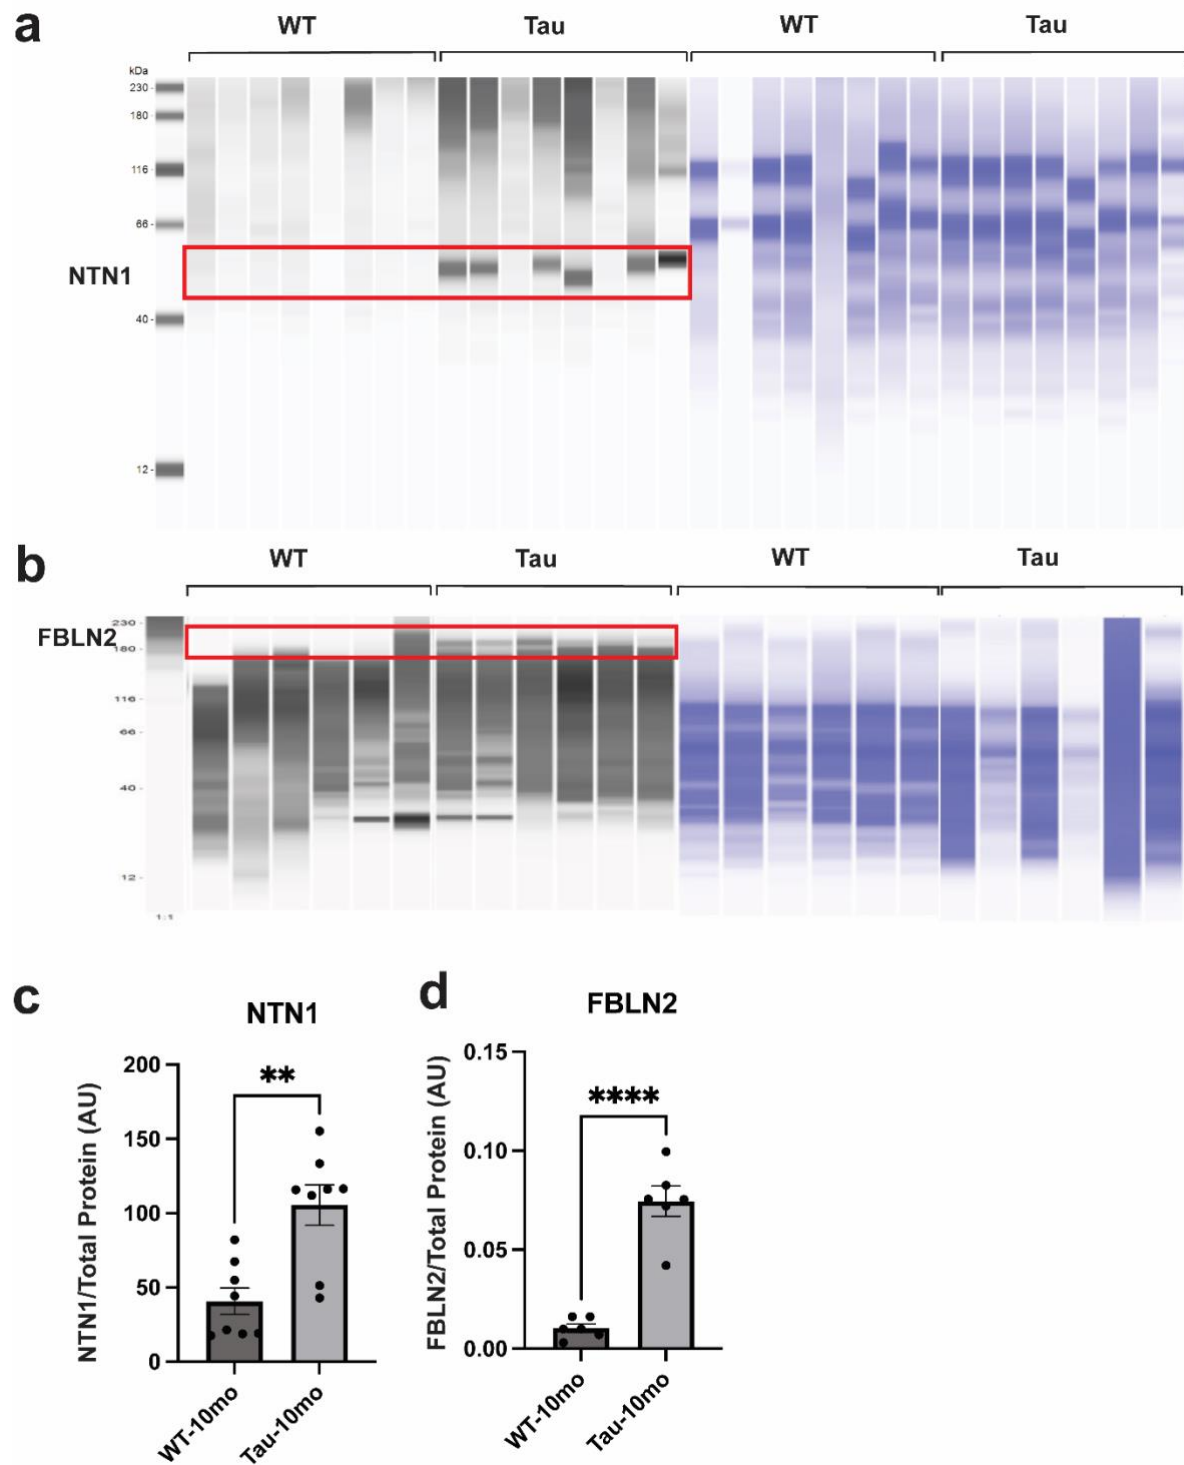 a
WT Tau WT Tau
kDa
230 -
180 -
116 -
66 -
NTN1
40 -
12 -
b
WT Tau WT Tau
FBLN2
230 -
180 -
116 -
66 -
40 -
12 -
1:1
c
NTN1
NTN1/Total Protein (AU)
200
150
100
50
0
**
WT-10mo
Tau-10mo
d
FBLN2
FBLN2/Total Protein (AU)
0.15
0.10
0.05
0.00
****
WT-10mo
Tau-10mo